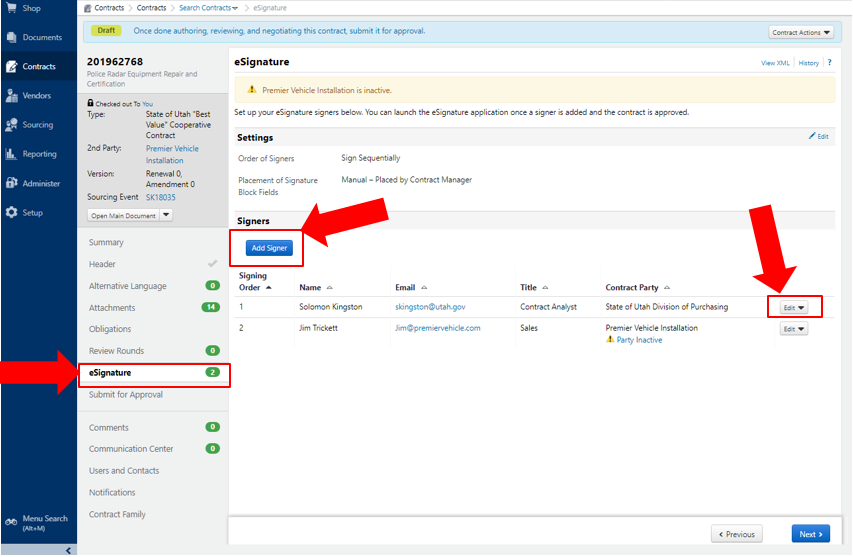 Shop
Documents
Contracts
Vendors
Sourcing
Reporting
Administer
Setup
Menu Search
(Alt+M)
Contracts > Contracts > Search Contracts > eSignature
Draft Once done authoring, reviewing, and negotiating this contract, submit it for approval.
Contract Actions
201962768
Police Radar Equipment Repair and
Certification
Checked out To You
Type: State of Utah "Best
Value" Cooperative
Contract
2nd Party: Premier Vehicle
Installation
Version: Renewal 0,
Amendment 0
Sourcing Event SK18035
Open Main Document
Summary
Header
Alternative Language 0
Attachments 14
Obligations
Review Rounds 0
eSignature 2
Submit for Approval
Comments 0
Communication Center 0
Users and Contacts
Notifications
Contract Family
eSignature
View XML History ?
Premier Vehicle Installation is inactive.
Set up your eSignature signers below. You can launch the eSignature application once a signer is added and the contract is approved.
Settings Edit
Order of Signers Sign Sequentially
Placement of Signature Manual – Placed by Contract Manager
Block Fields
Signers
Add Signer
Signing
Order Name Email Title Contract Party
1 Solomon Kingston skingston@utah.gov Contract Analyst State of Utah Division of Purchasing Edit
2 Jim Trickett Jim@premiervehicle.com Sales Premier Vehicle Installation Edit
Party Inactive
< Previous Next >